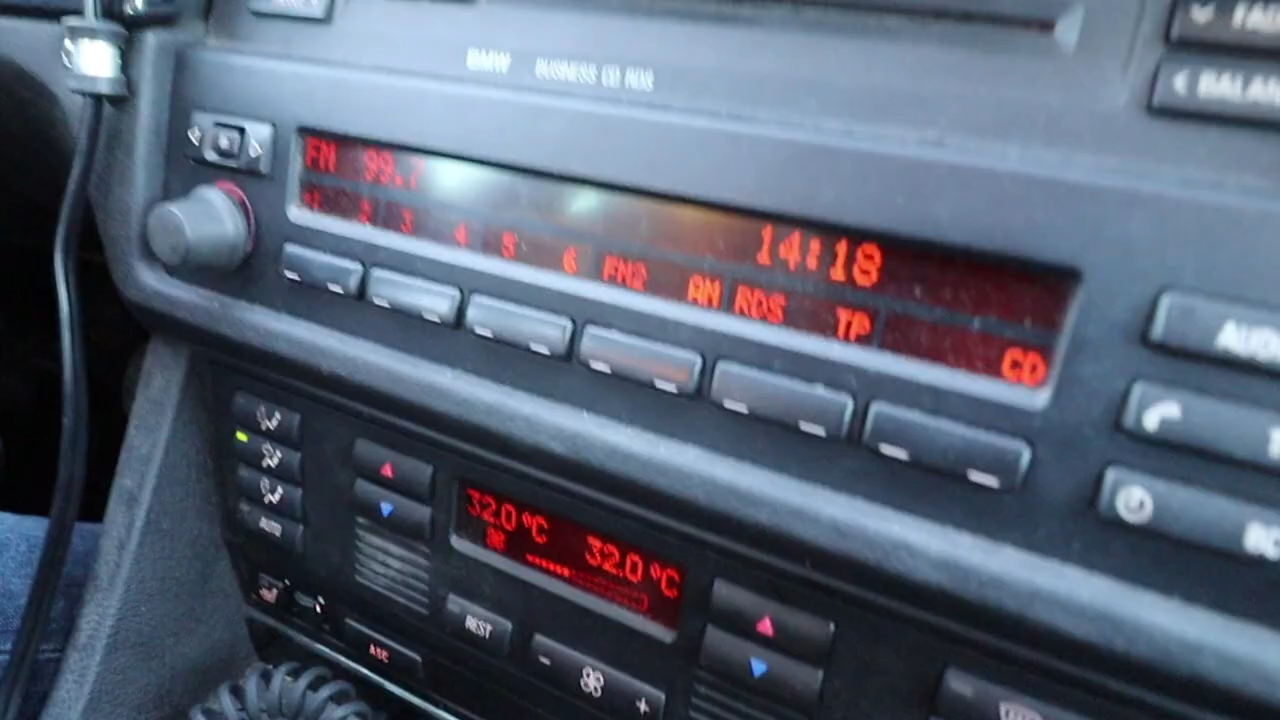 BMW BUSINESS CD RDS
FM 99.7
14:18
1 2 3 4 5 6 FM2 AM RDS TP CD
AUTO
32.0°C 32.0°C
REST
ASC
- +